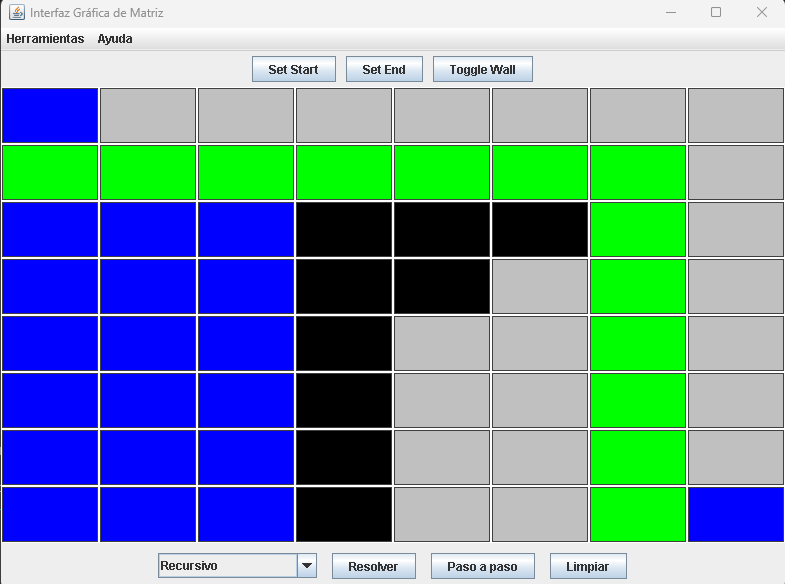 Interfaz Gráfica de Matriz
Herramientas Ayuda
Set Start Set End Toggle Wall
Recursivo Resolver Paso a paso Limpiar